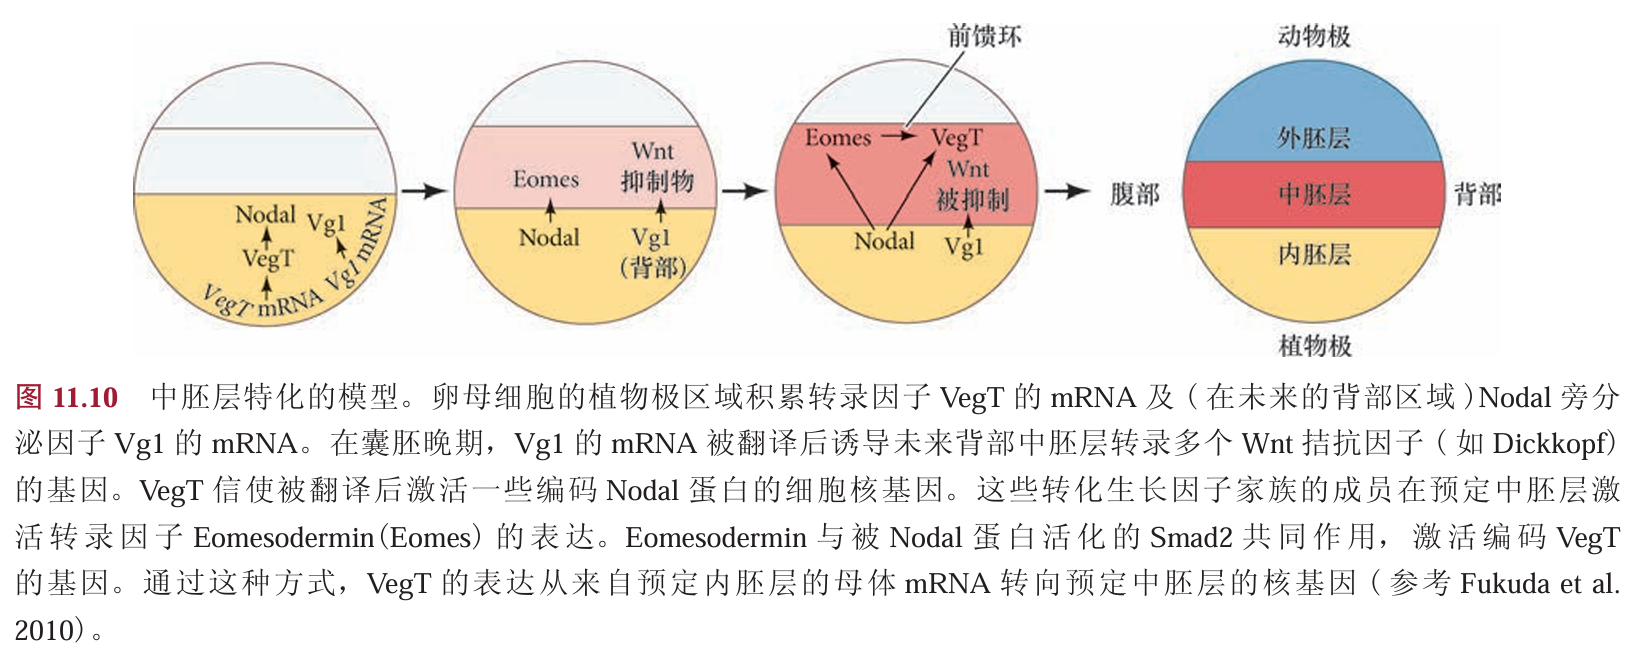 前馈环
动物极
Eomes
VegT
外胚层
Wnt
Wnt
Eomes
抑制物
被抑制
腹部
中胚层
背部
Nodal
Vg1
Vg1 mRNA
VegT
VegT mRNA
Nodal
Vg1
(背部)
Nodal
Vg1
内胚层
植物极
图 11.10 中胚层特化的模型。卵母细胞的植物极区域积累转录因子 VegT 的 mRNA 及 ( 在未来的背部区域 )Nodal 旁分
泌因子 Vg1 的 mRNA。在囊胚晚期，Vg1 的 mRNA 被翻译后诱导未来背部中胚层转录多个 Wnt 拮抗因子 ( 如 Dickkopf)
的基因。VegT 信使被翻译后激活一些编码 Nodal 蛋白的细胞核基因。这些转化生长因子家族的成员在预定中胚层激
活转录因子 Eomesodermin(Eomes) 的表达。Eomesodermin 与被 Nodal 蛋白活化的 Smad2 共同作用，激活编码 VegT
的基因。通过这种方式，VegT 的表达从来自预定内胚层的母体 mRNA 转向预定中胚层的核基因 ( 参考 Fukuda et al.
2010)。